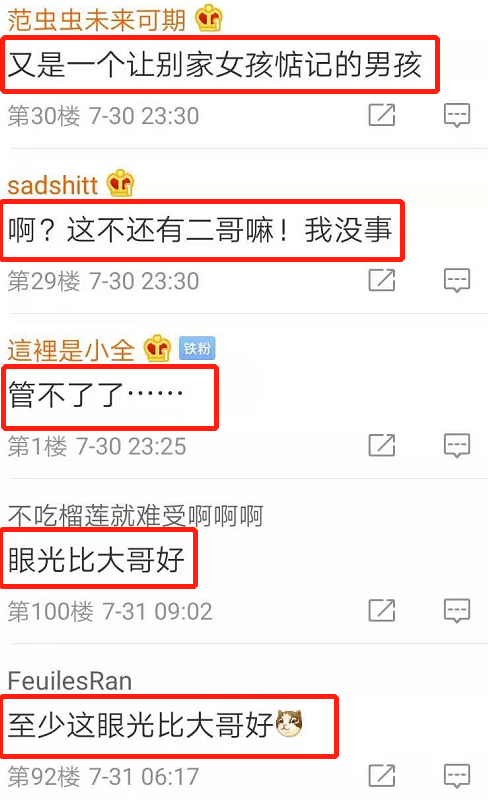 范虫虫未来可期
又是一个让别家女孩惦记的男孩
第30楼 7-30 23:30
sadshitt
啊？这不还有二哥嘛！我没事
第29楼 7-30 23:30
這裡是小全 铁粉
管不了了……
第1楼 7-30 23:25
不吃榴莲就难受啊啊啊
眼光比大哥好
第100楼 7-31 09:02
FeuilesRan
至少这眼光比大哥好
第92楼 7-31 06:17